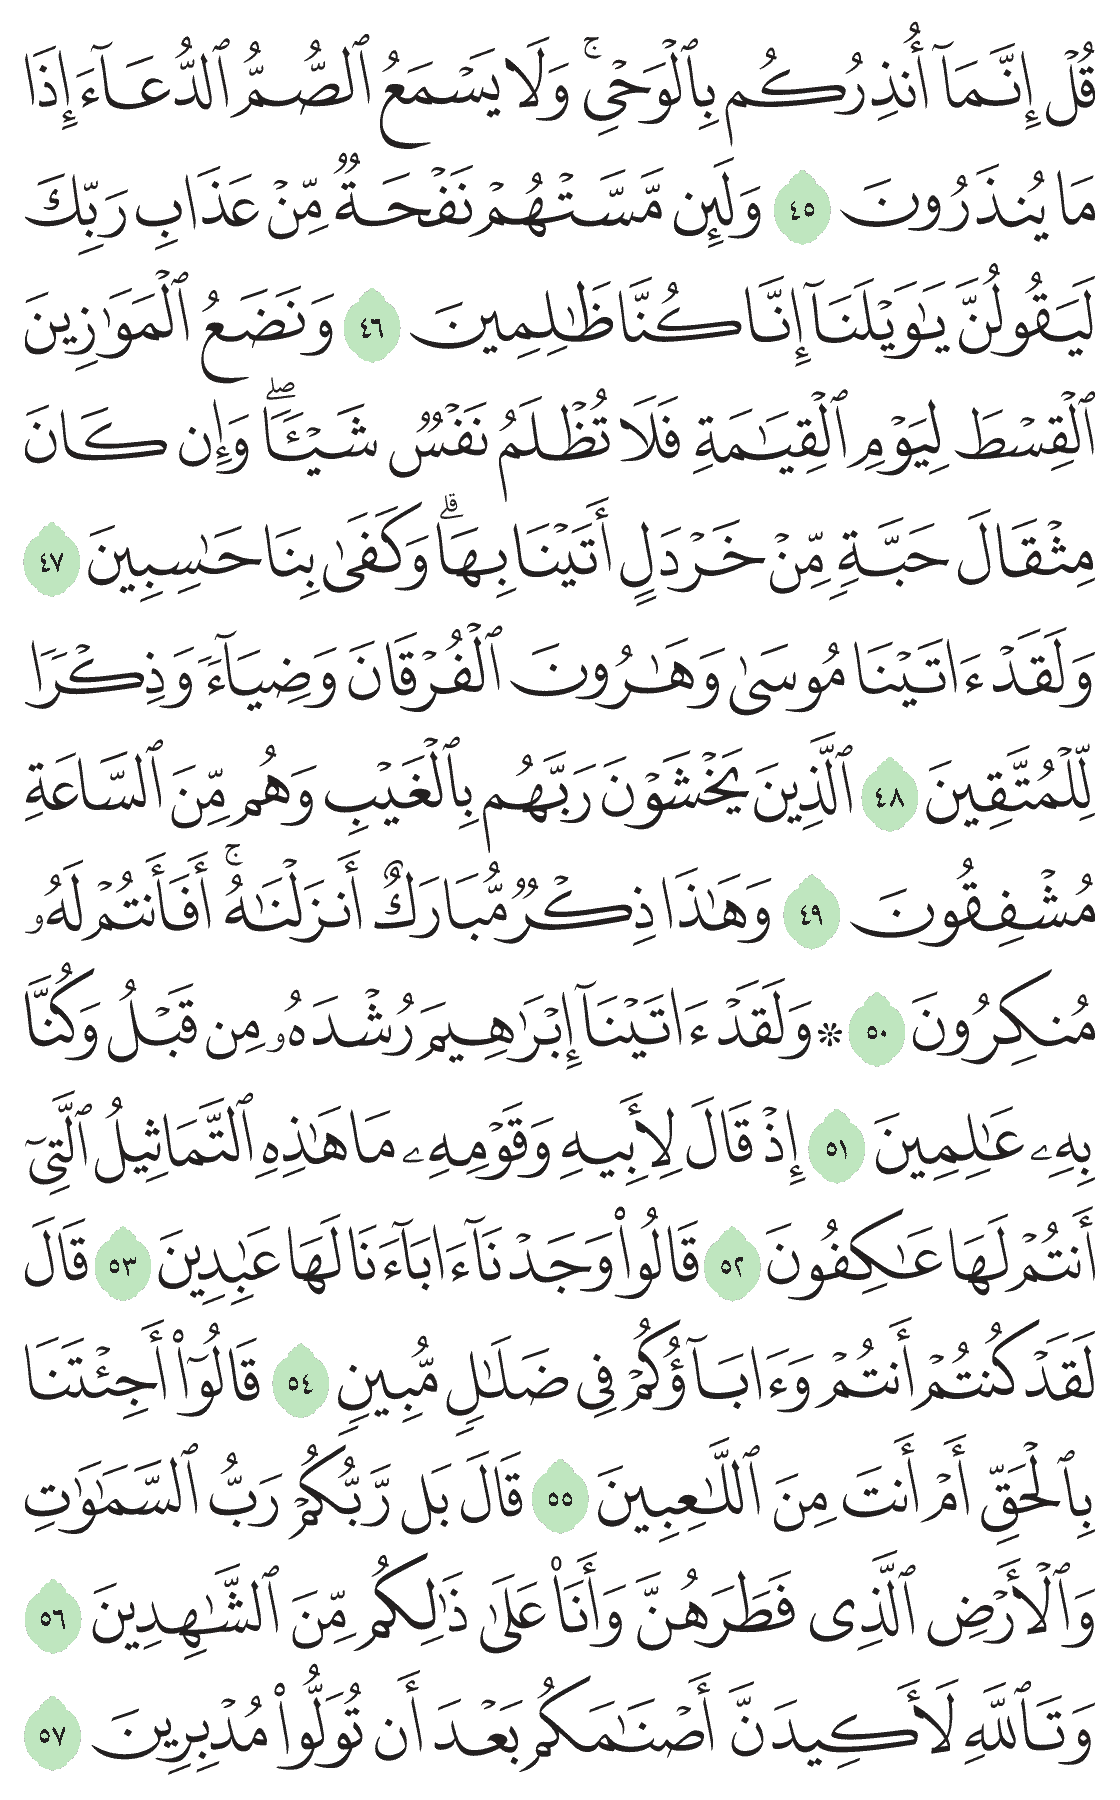 قُلْ إِنَّمَآ أُنذِرُكُم بِٱلْوَحْىِ ۚ وَلَا يَسْمَعُ ٱلصُّمُّ ٱلدُّعَآءَ إِذَا
مَا يُنذَرُونَ ٤٥ وَلَئِن مَّسَّتْهُمْ نَفْحَةٌ مِّنْ عَذَابِ رَبِّكَ
لَيَقُولُنَّ يَٰوَيْلَنَآ إِنَّا كُنَّا ظَٰلِمِينَ ٤٦ وَنَضَعُ ٱلْمَوَٰزِينَ
ٱلْقِسْطَ لِيَوْمِ ٱلْقِيَٰمَةِ فَلَا تُظْلَمُ نَفْسٌ شَيْـًٔا ۖ وَإِن كَانَ
مِثْقَالَ حَبَّةٍ مِّنْ خَرْدَلٍ أَتَيْنَا بِهَا ۗ وَكَفَىٰ بِنَا حَٰسِبِينَ ٤٧
وَلَقَدْ ءَاتَيْنَا مُوسَىٰ وَهَٰرُونَ ٱلْفُرْقَانَ وَضِيَآءً وَذِكْرًا
لِّلْمُتَّقِينَ ٤٨ ٱلَّذِينَ يَخْشَوْنَ رَبَّهُم بِٱلْغَيْبِ وَهُم مِّنَ ٱلسَّاعَةِ
مُشْفِقُونَ ٤٩ وَهَٰذَا ذِكْرٌ مُّبَارَكٌ أَنزَلْنَٰهُ ۚ أَفَأَنتُمْ لَهُۥ
مُنكِرُونَ ٥٠ * وَلَقَدْ ءَاتَيْنَآ إِبْرَٰهِيمَ رُشْدَهُۥ مِن قَبْلُ وَكُنَّا
بِهِۦ عَٰلِمِينَ ٥١ إِذْ قَالَ لِأَبِيهِ وَقَوْمِهِۦ مَا هَٰذِهِ ٱلتَّمَاثِيلُ ٱلَّتِىٓ
أَنتُمْ لَهَا عَٰكِفُونَ ٥٢ قَالُوا۟ وَجَدْنَآ ءَابَآءَنَا لَهَا عَٰبِدِينَ ٥٣ قَالَ
لَقَدْ كُنتُمْ أَنتُمْ وَءَابَآؤُكُمْ فِى ضَلَٰلٍ مُّبِينٍ ٥٤ قَالُوٓا۟ أَجِئْتَنَا
بِٱلْحَقِّ أَمْ أَنتَ مِنَ ٱللَّٰعِبِينَ ٥٥ قَالَ بَل رَّبُّكُمْ رَبُّ ٱلسَّمَٰوَٰتِ
وَٱلْأَرْضِ ٱلَّذِى فَطَرَهُنَّ وَأَنَا۠ عَلَىٰ ذَٰلِكُم مِّنَ ٱلشَّٰهِدِينَ ٥٦
وَتَٱللَّهِ لَأَكِيدَنَّ أَصْنَٰمَكُم بَعْدَ أَن تُوَلُّوا۟ مُدْبِرِينَ ٥٧